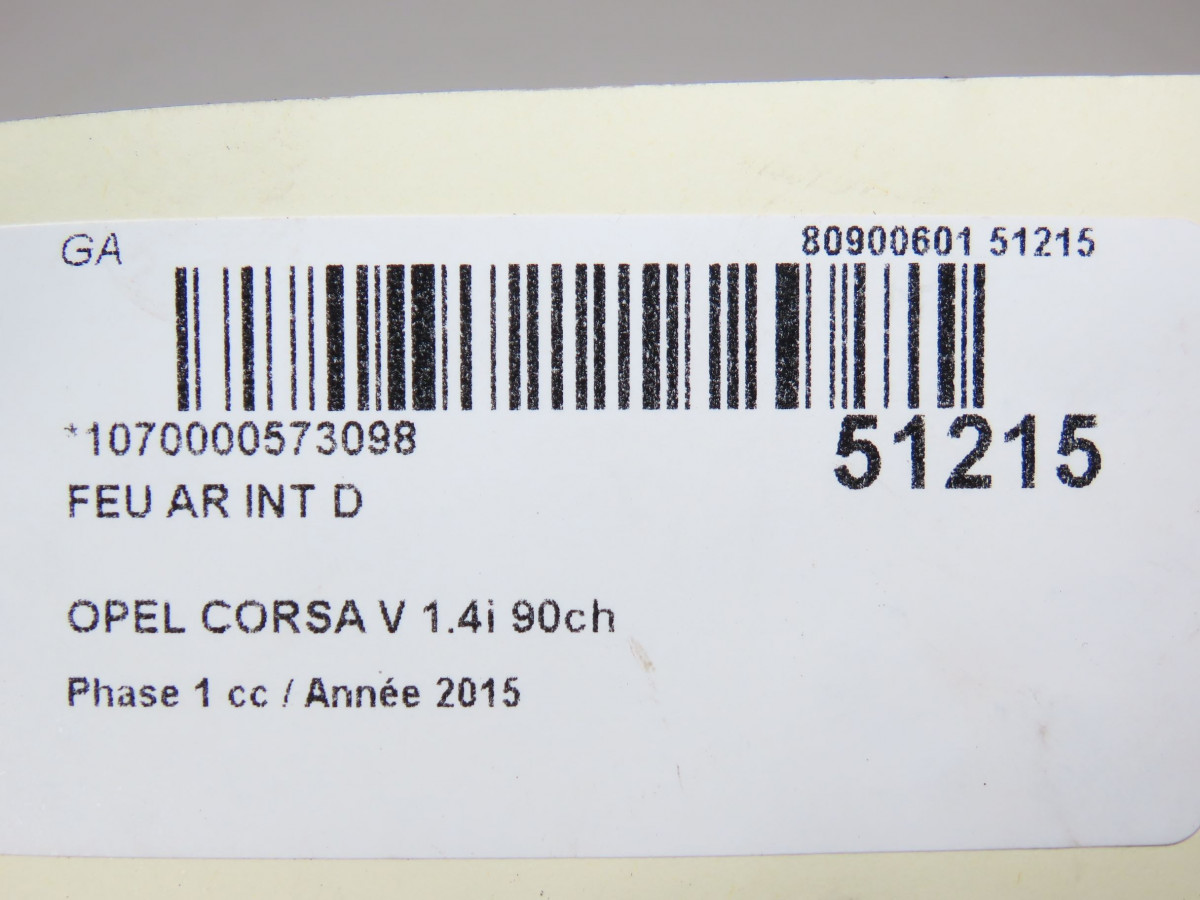 GA
80900601 51215
*1070000573098
51215
FEU AR INT D
OPEL CORSA V 1.4i 90ch
Phase 1 cc / Année 2015